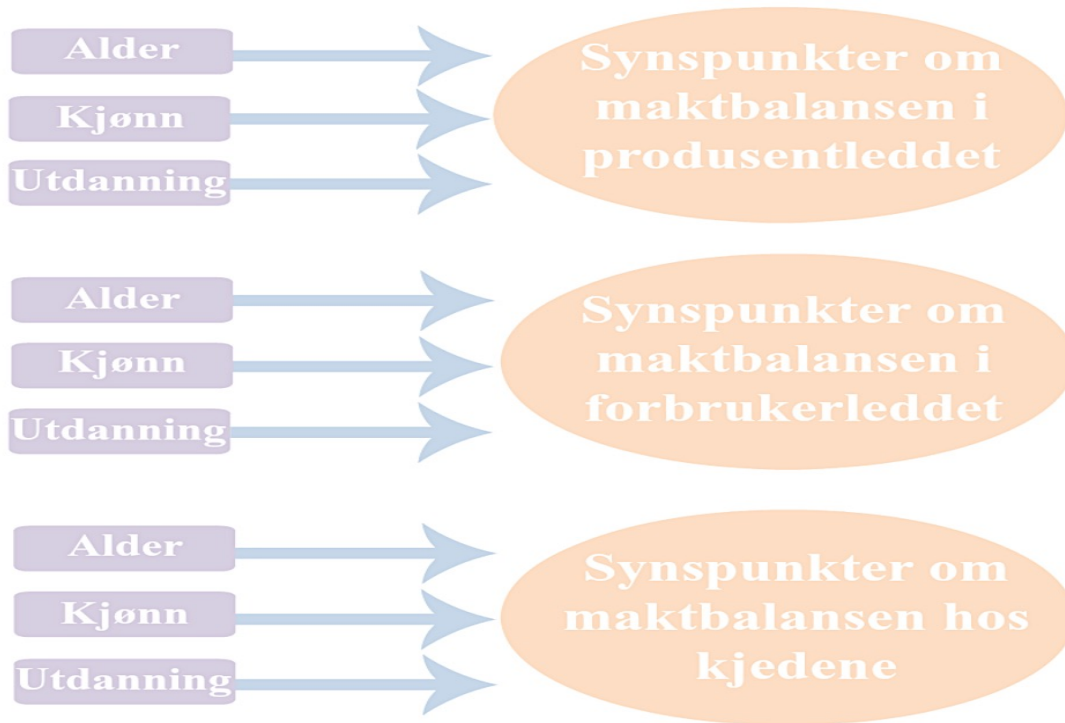 Alder
Kjønn
Utdanning
Synspunkter om
maktbalansen i
produsentleddet
Alder
Kjønn
Utdanning
Synspunkter om
maktbalansen i
forbrukerleddet
Alder
Kjønn
Utdanning
Synspunkter om
maktbalansen hos
kjedene